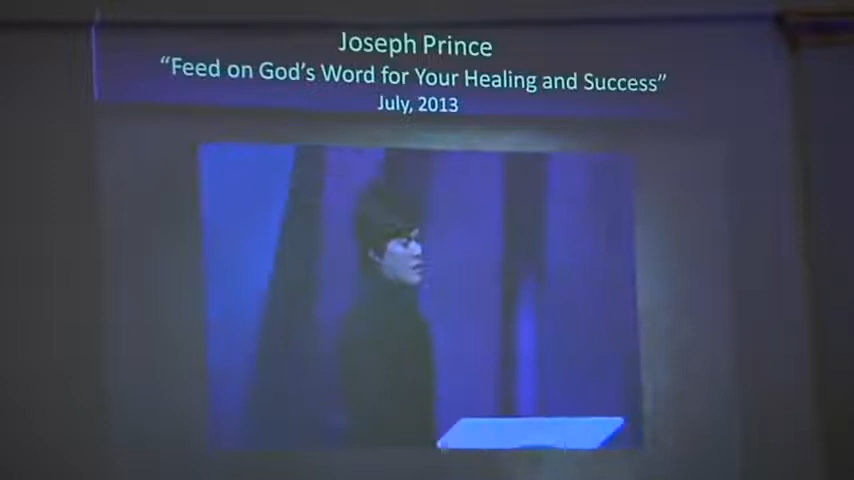 Joseph Prince
“Feed on God’s Word for Your Healing and Success”
July, 2013